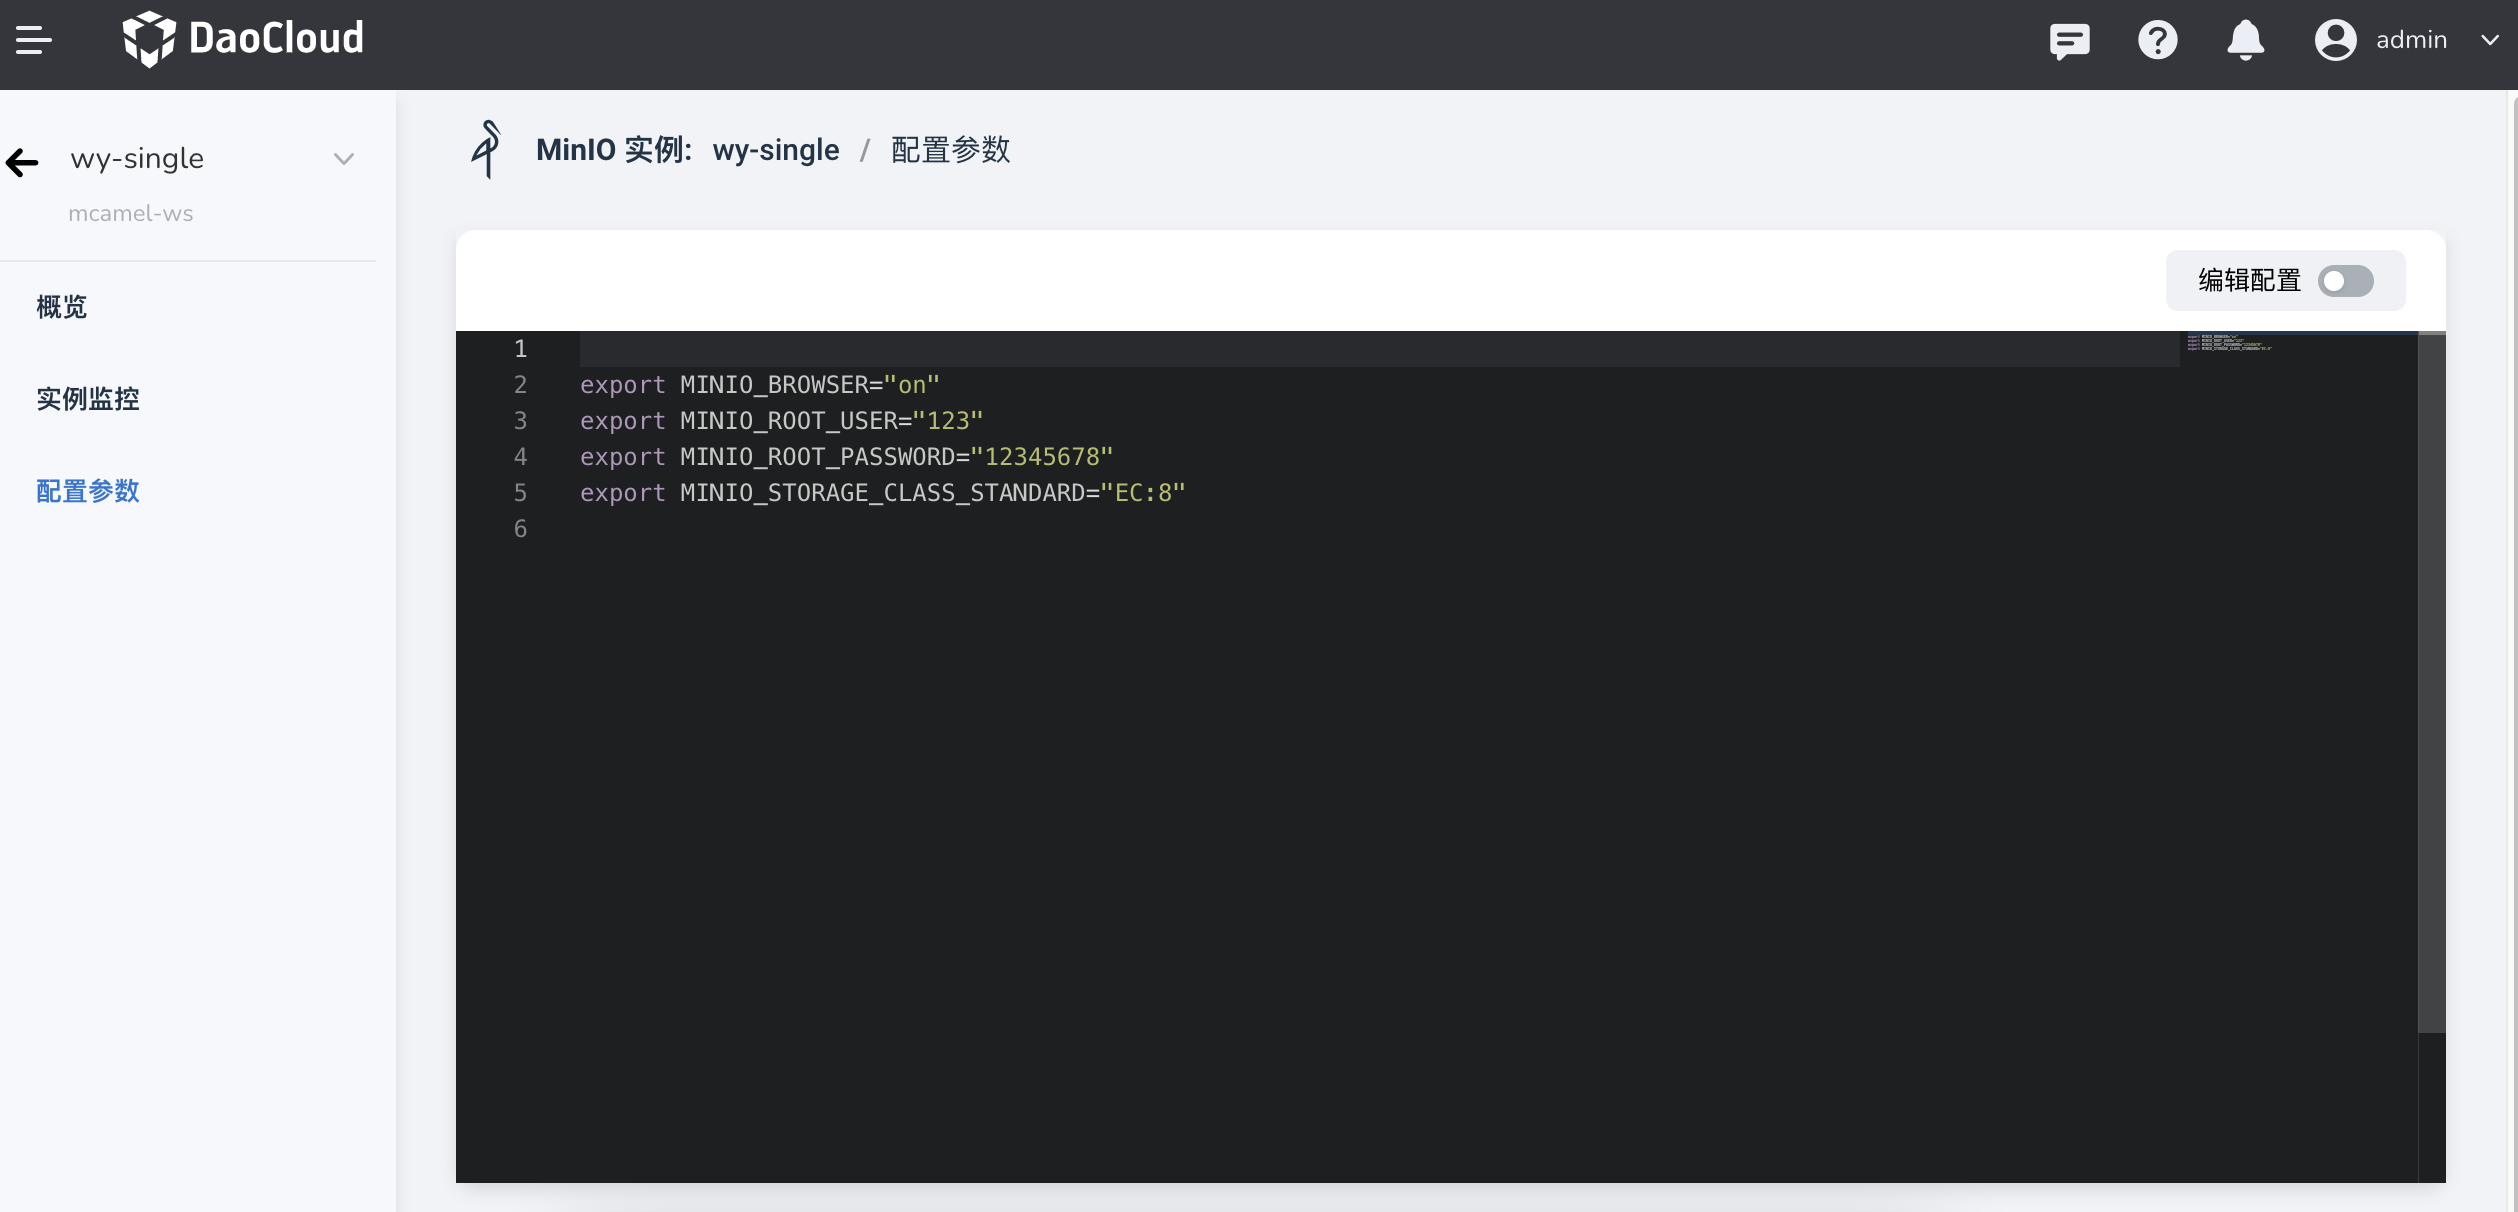 DaoCloud
admin
wy-single
mcamel-ws
概览
实例监控
配置参数
MinIO 实例: wy-single / 配置参数
编辑配置
1
2 export MINIO_BROWSER="on"
3 export MINIO_ROOT_USER="123"
4 export MINIO_ROOT_PASSWORD="12345678"
5 export MINIO_STORAGE_CLASS_STANDARD="EC:8"
6